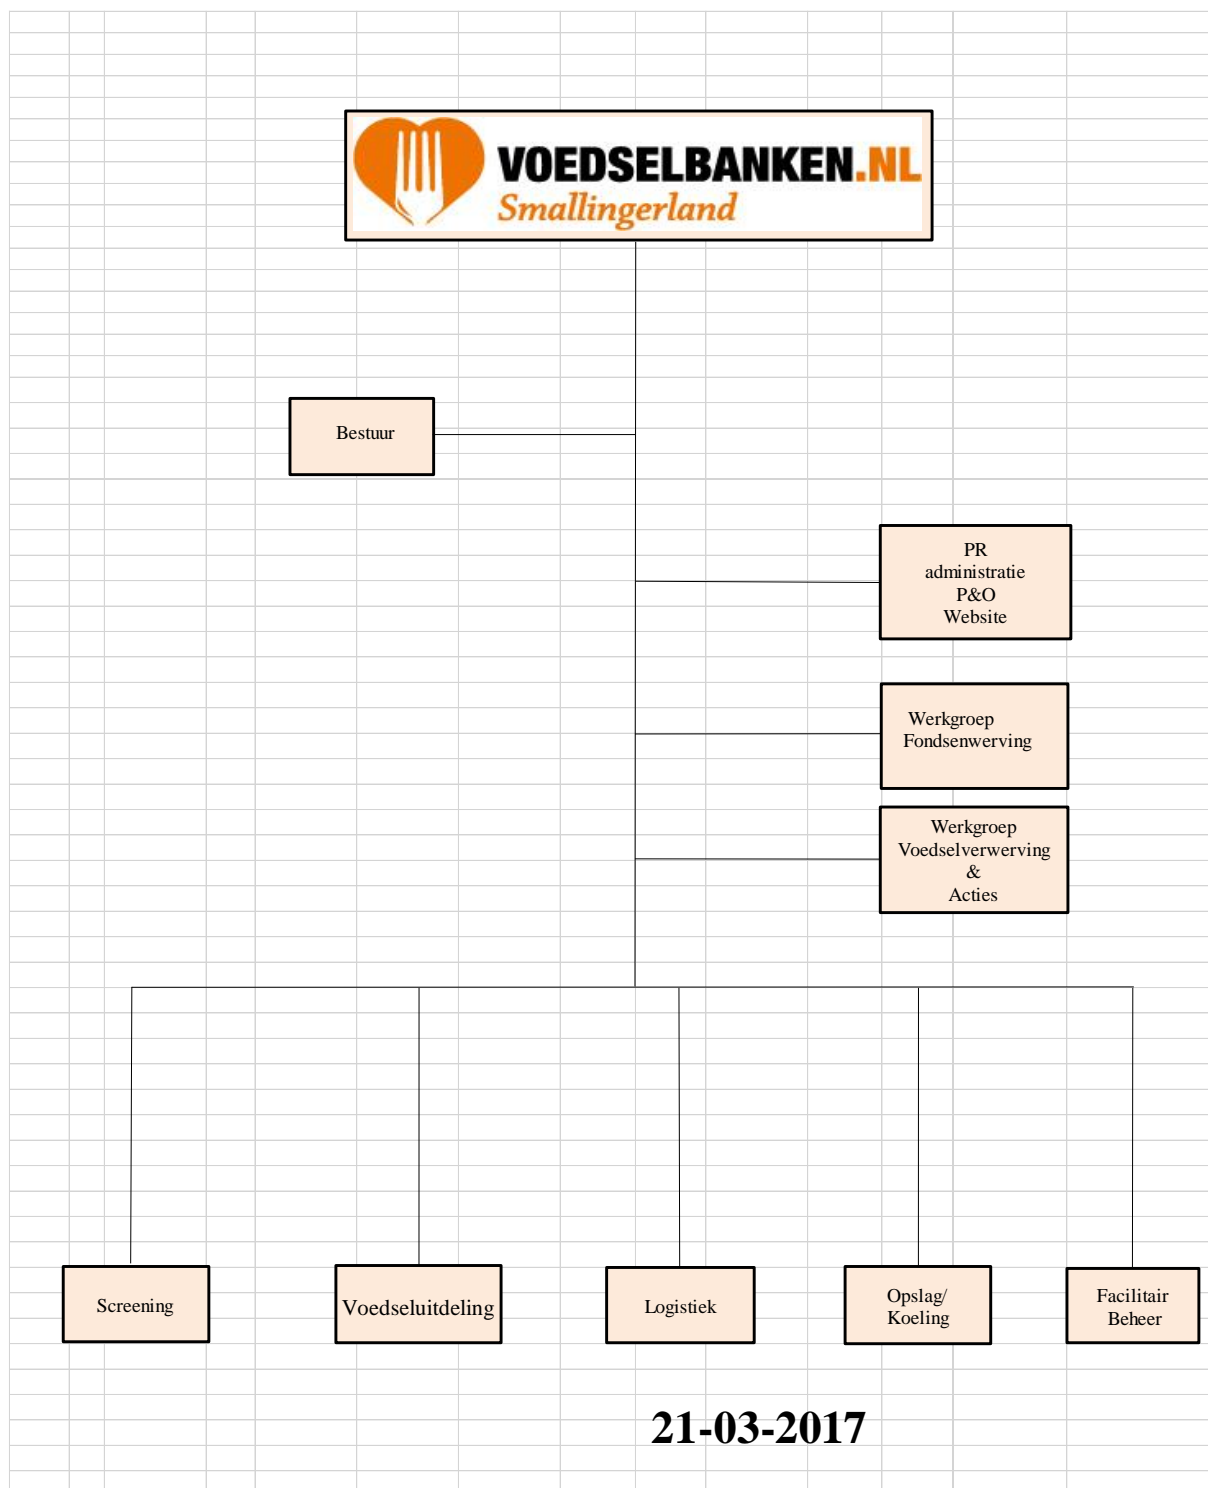 VOEDSELBANKEN.NL
Smallingerland
Bestuur
PR
administratie
P&O
Website
Werkgroep
Fondsenwerving
Werkgroep
Voedselverwerving
&
Acties
Screening
Voedseluitdeling
Logistiek
Opslag/
Koeling
Facilitair
Beheer
21-03-2017